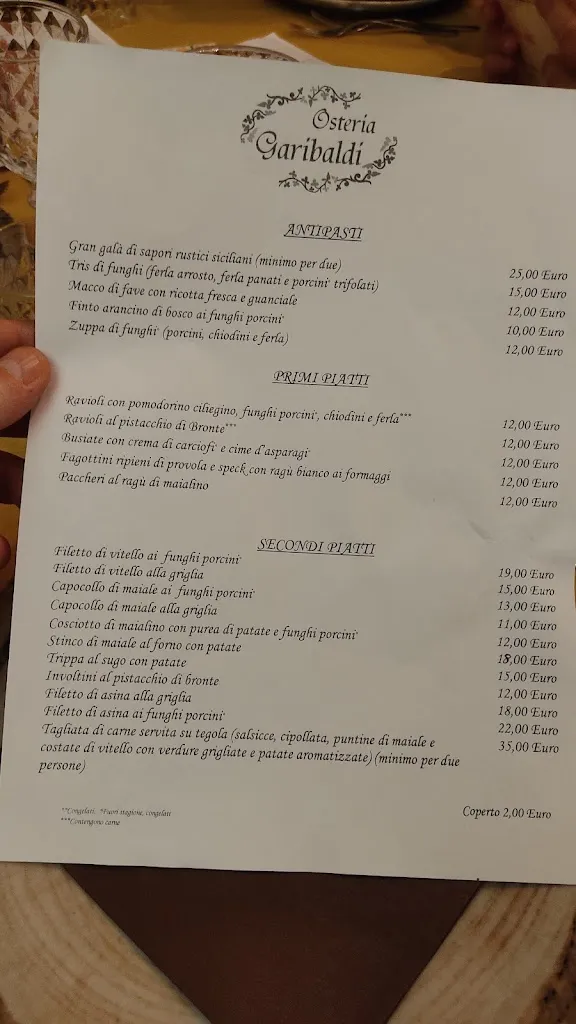 Osteria
Garibaldi
ANTIPASTI
Gran galà di sapori rustici siciliani (minimo per due) 25,00 Euro
Tris di funghi (ferla arrosto, ferla panati e porcini trifolati) 15,00 Euro
Macco di fave con ricotta fresca e guanciale 12,00 Euro
Finto arancino di bosco ai funghi porcini* 10,00 Euro
Zuppa di funghi* (porcini, chiodini e ferla) 12,00 Euro
PRIMI PIATTI
Ravioli con pomodorino ciliegino, funghi porcini*, chiodini e ferla*** 12,00 Euro
Ravioli al pistacchio di Bronte*** 12,00 Euro
Busiate con crema di carciofi* e cime d'asparagi* 12,00 Euro
Fagottini ripieni di provola e speck con ragù bianco ai formaggi 12,00 Euro
Paccheri al ragù di maialino 12,00 Euro
SECONDI PIATTI
Filetto di vitello ai funghi porcini* 19,00 Euro
Filetto di vitello alla griglia 15,00 Euro
Capocollo di maiale ai funghi porcini* 13,00 Euro
Capocollo di maiale alla griglia 11,00 Euro
Cosciotto di maialino con purea di patate e funghi porcini* 12,00 Euro
Stinco di maiale al forno con patate 18,00 Euro
Trippa al sugo con patate 15,00 Euro
Involtini al pistacchio di bronte 12,00 Euro
Filetto di asina alla griglia 18,00 Euro
Filetto di asina ai funghi porcini* 22,00 Euro
Tagliata di carne servita su tegola (salsicce, cipollata, puntine di maiale e 35,00 Euro
costate di vitello con verdure grigliate e patate aromatizzate) (minimo per due
persone)
**Congelati. *Fuori stagione, congelati
***Contengono carne
Coperto 2,00 Euro